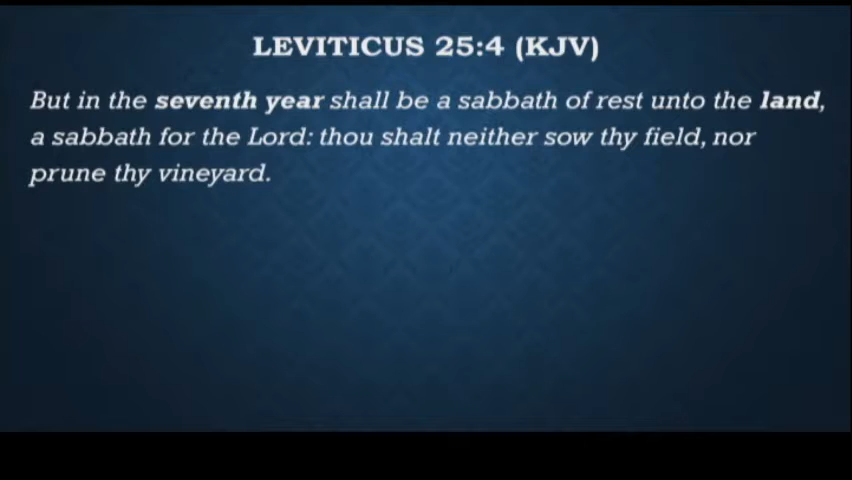 LEVITICUS 25:4 (KJV)
But in the seventh year shall be a sabbath of rest unto the land,
a sabbath for the Lord: thou shalt neither sow thy field, nor
prune thy vineyard.